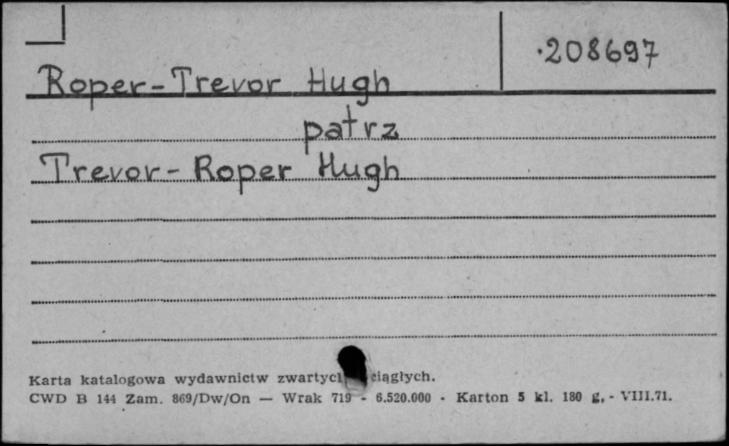 ·208697
Roper-Trevor Hugh
patrz
Trevor-Roper Hugh
Karta katalogowa wydawnictw ciągłych.
CWD B 144 Zam. 869/Dw/On — Wrak 719 - 6.520.000 - Karton 5 kl. 180 g, - VIII.71.